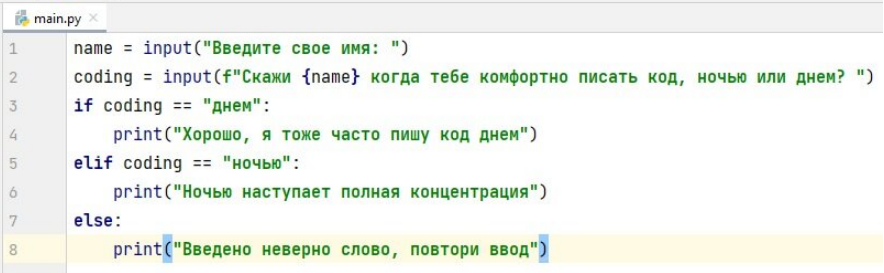 main.py
1 name = input("Введите свое имя: ")
2 coding = input(f"Скажи {name} когда тебе комфортно писать код, ночью или днем? ")
3 if coding == "днем":
4     print("Хорошо, я тоже часто пишу код днем")
5 elif coding == "ночью":
6     print("Ночью наступает полная концентрация")
7 else:
8     print("Введено неверно слово, повтори ввод")